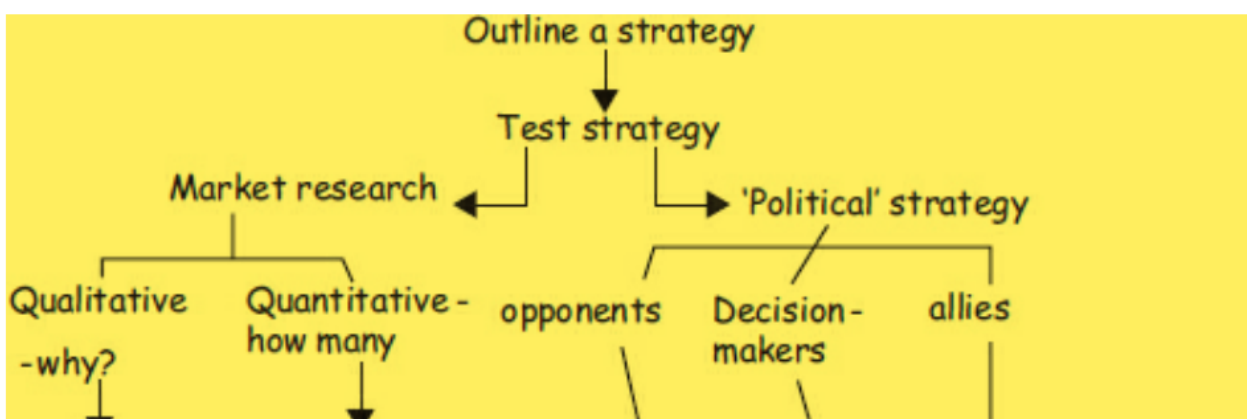 Outline a strategy
Test strategy
Market research
'Political' strategy
Qualitative
-why?
Quantitative -
how many
opponents
Decision-
makers
allies